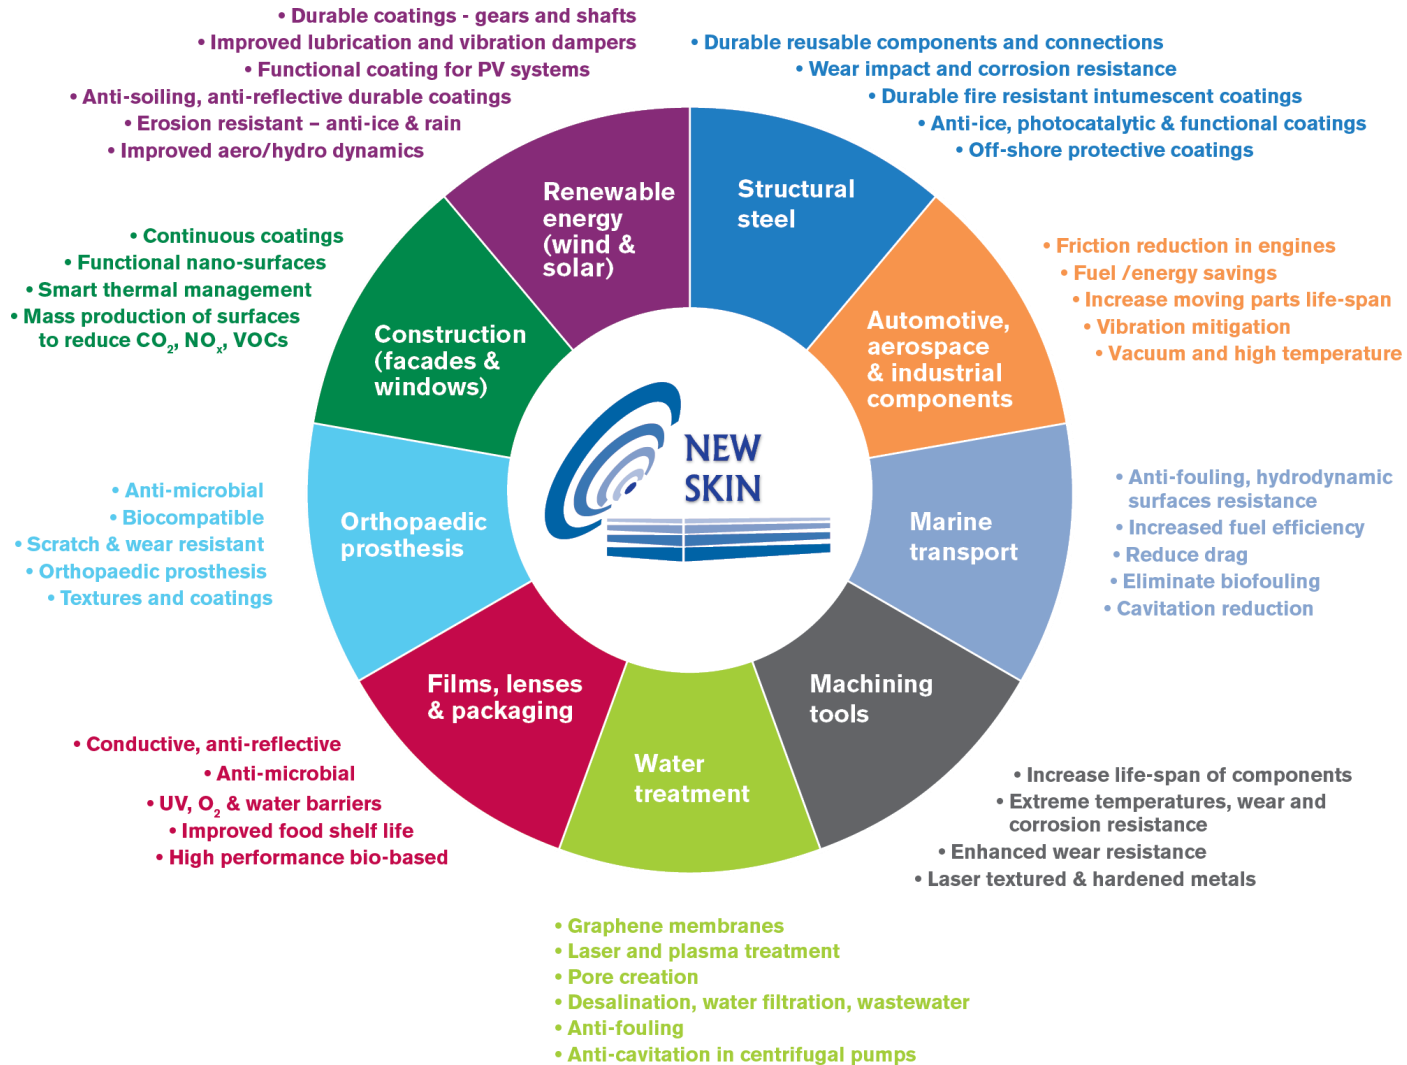 • Durable coatings - gears and shafts
• Improved lubrication and vibration dampers
• Functional coating for PV systems
• Anti-soiling, anti-reflective durable coatings
• Erosion resistant – anti-ice & rain
• Improved aero/hydro dynamics
• Durable reusable components and connections
• Wear impact and corrosion resistance
• Durable fire resistant intumescent coatings
• Anti-ice, photocatalytic & functional coatings
• Off-shore protective coatings
Renewable
energy
(wind &
solar)
Structural
steel
• Continuous coatings
• Functional nano-surfaces
• Smart thermal management
• Mass production of surfaces
to reduce CO2, NOx, VOCs
Construction
(facades &
windows)
Automotive,
aerospace
& industrial
components
• Friction reduction in engines
• Fuel /energy savings
• Increase moving parts life-span
• Vibration mitigation
• Vacuum and high temperature
NEW
SKIN
• Anti-microbial
• Biocompatible
• Scratch & wear resistant
• Orthopaedic prosthesis
• Textures and coatings
Orthopaedic
prosthesis
Marine
transport
• Anti-fouling, hydrodynamic
surfaces resistance
• Increased fuel efficiency
• Reduce drag
• Eliminate biofouling
• Cavitation reduction
Films, lenses
& packaging
Machining
tools
Water
treatment
• Conductive, anti-reflective
• Anti-microbial
• UV, O2 & water barriers
• Improved food shelf life
• High performance bio-based
• Increase life-span of components
• Extreme temperatures, wear and
corrosion resistance
• Enhanced wear resistance
• Laser textured & hardened metals
• Graphene membranes
• Laser and plasma treatment
• Pore creation
• Desalination, water filtration, wastewater
• Anti-fouling
• Anti-cavitation in centrifugal pumps